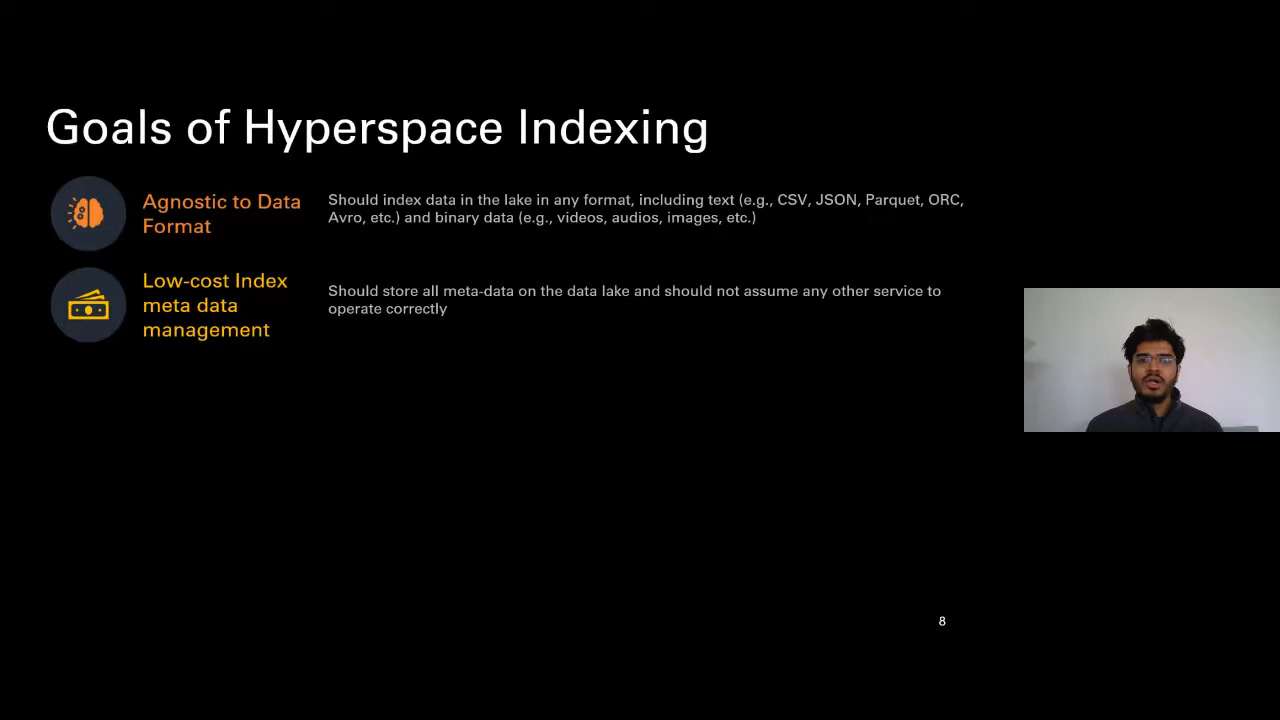 Goals of Hyperspace Indexing
Agnostic to Data
Format
Should index data in the lake in any format, including text (e.g., CSV, JSON, Parquet, ORC,
Avro, etc.) and binary data (e.g., videos, audios, images, etc.)
Low-cost Index
meta data
management
Should store all meta-data on the data lake and should not assume any other service to
operate correctly
8